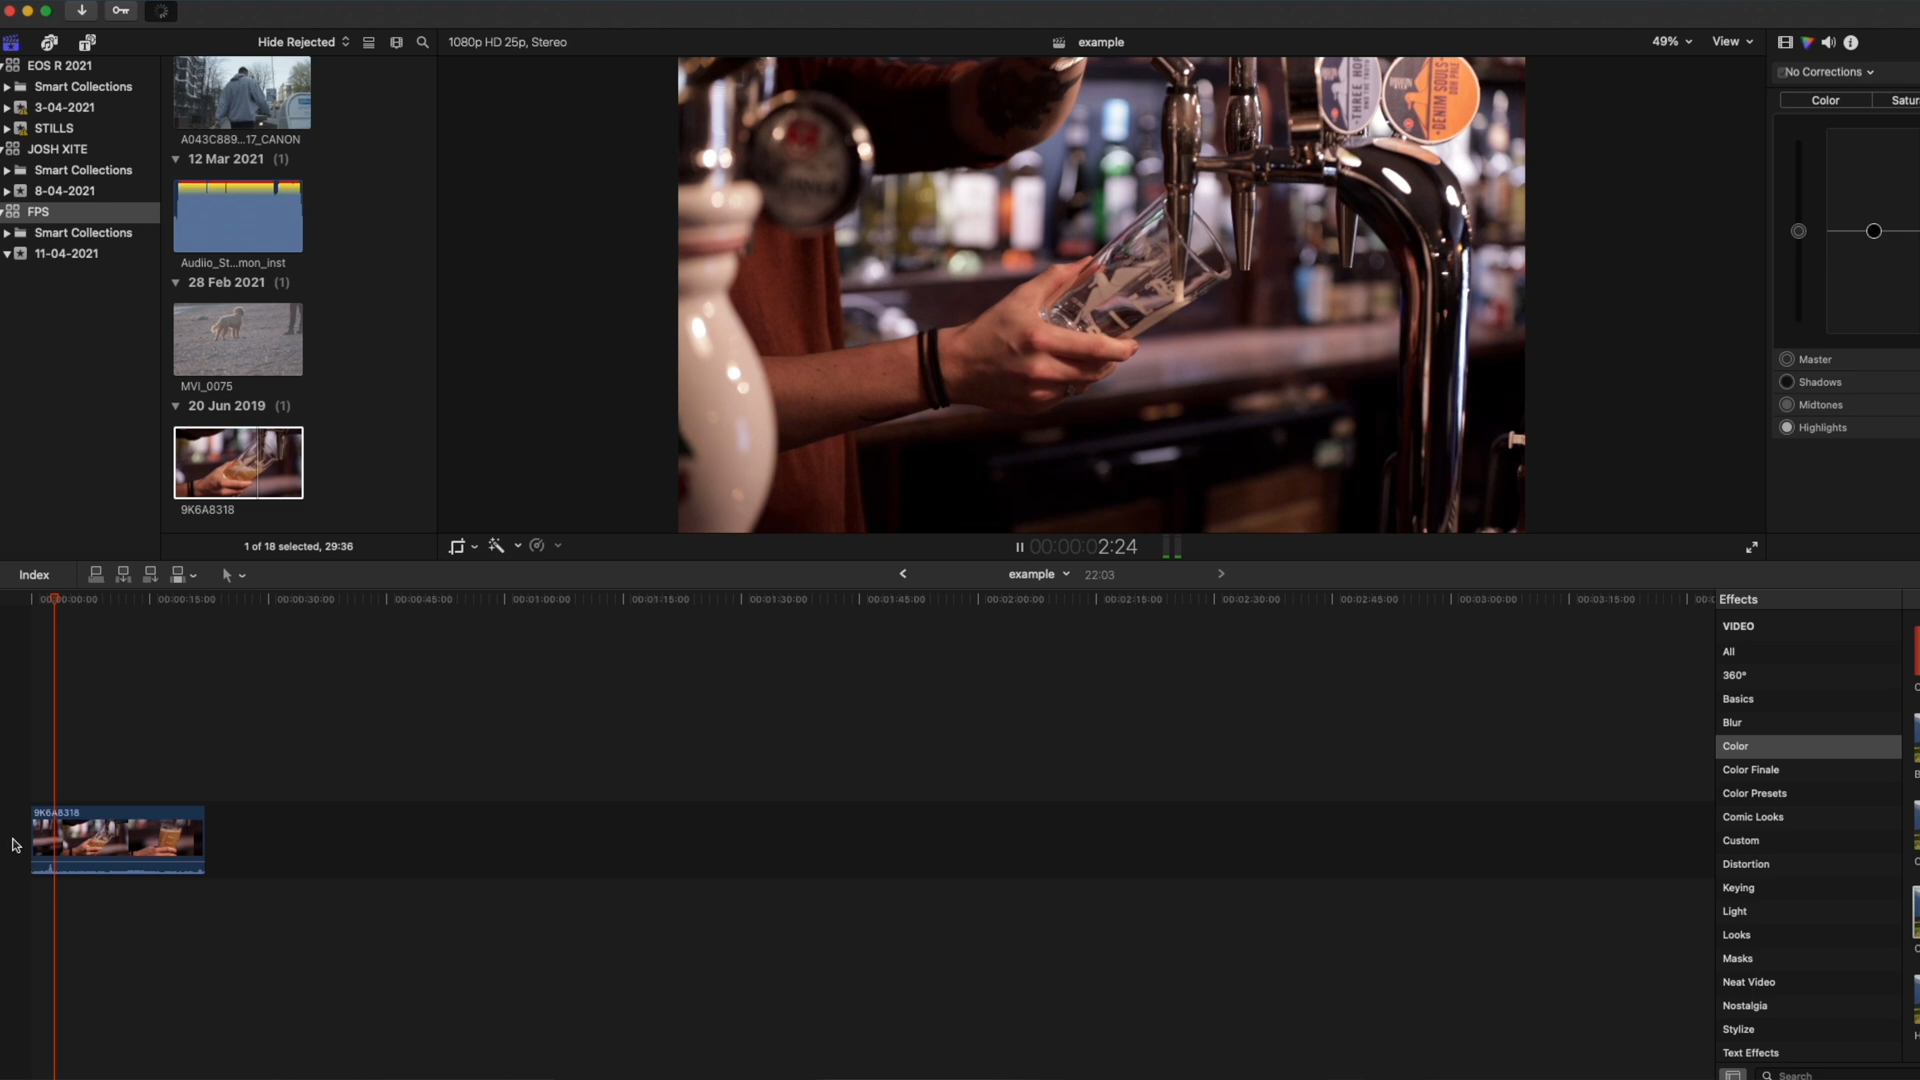 Hide Rejected
1080p HD 25p, Stereo
example
49%
View
EOS R 2021
Smart Collections
3-04-2021
STILLS
JOSH XITE
Smart Collections
8-04-2021
FPS
Smart Collections
11-04-2021
A043C889...17_CANON
12 Mar 2021 (1)
Audiio_St...mon_inst
28 Feb 2021 (1)
MVI_0075
20 Jun 2019 (1)
9K6A8318
1 of 18 selected, 29:36
THREE HOP
DENIM SOULS
No Corrections
Color
Satur
Master
Shadows
Midtones
Highlights
00:00:02:24
Index
example
22:03
00:00:00:00
00:00:15:00
00:00:30:00
00:00:45:00
00:01:00:00
00:01:15:00
00:01:30:00
00:01:45:00
00:02:00:00
00:02:15:00
00:02:30:00
00:02:45:00
00:03:00:00
00:03:15:00
00:0
9K6A8318
Effects
VIDEO
All
360°
Basics
Blur
Color
Color Finale
Color Presets
Comic Looks
Custom
Distortion
Keying
Light
Looks
Masks
Neat Video
Nostalgia
Stylize
Text Effects
Search